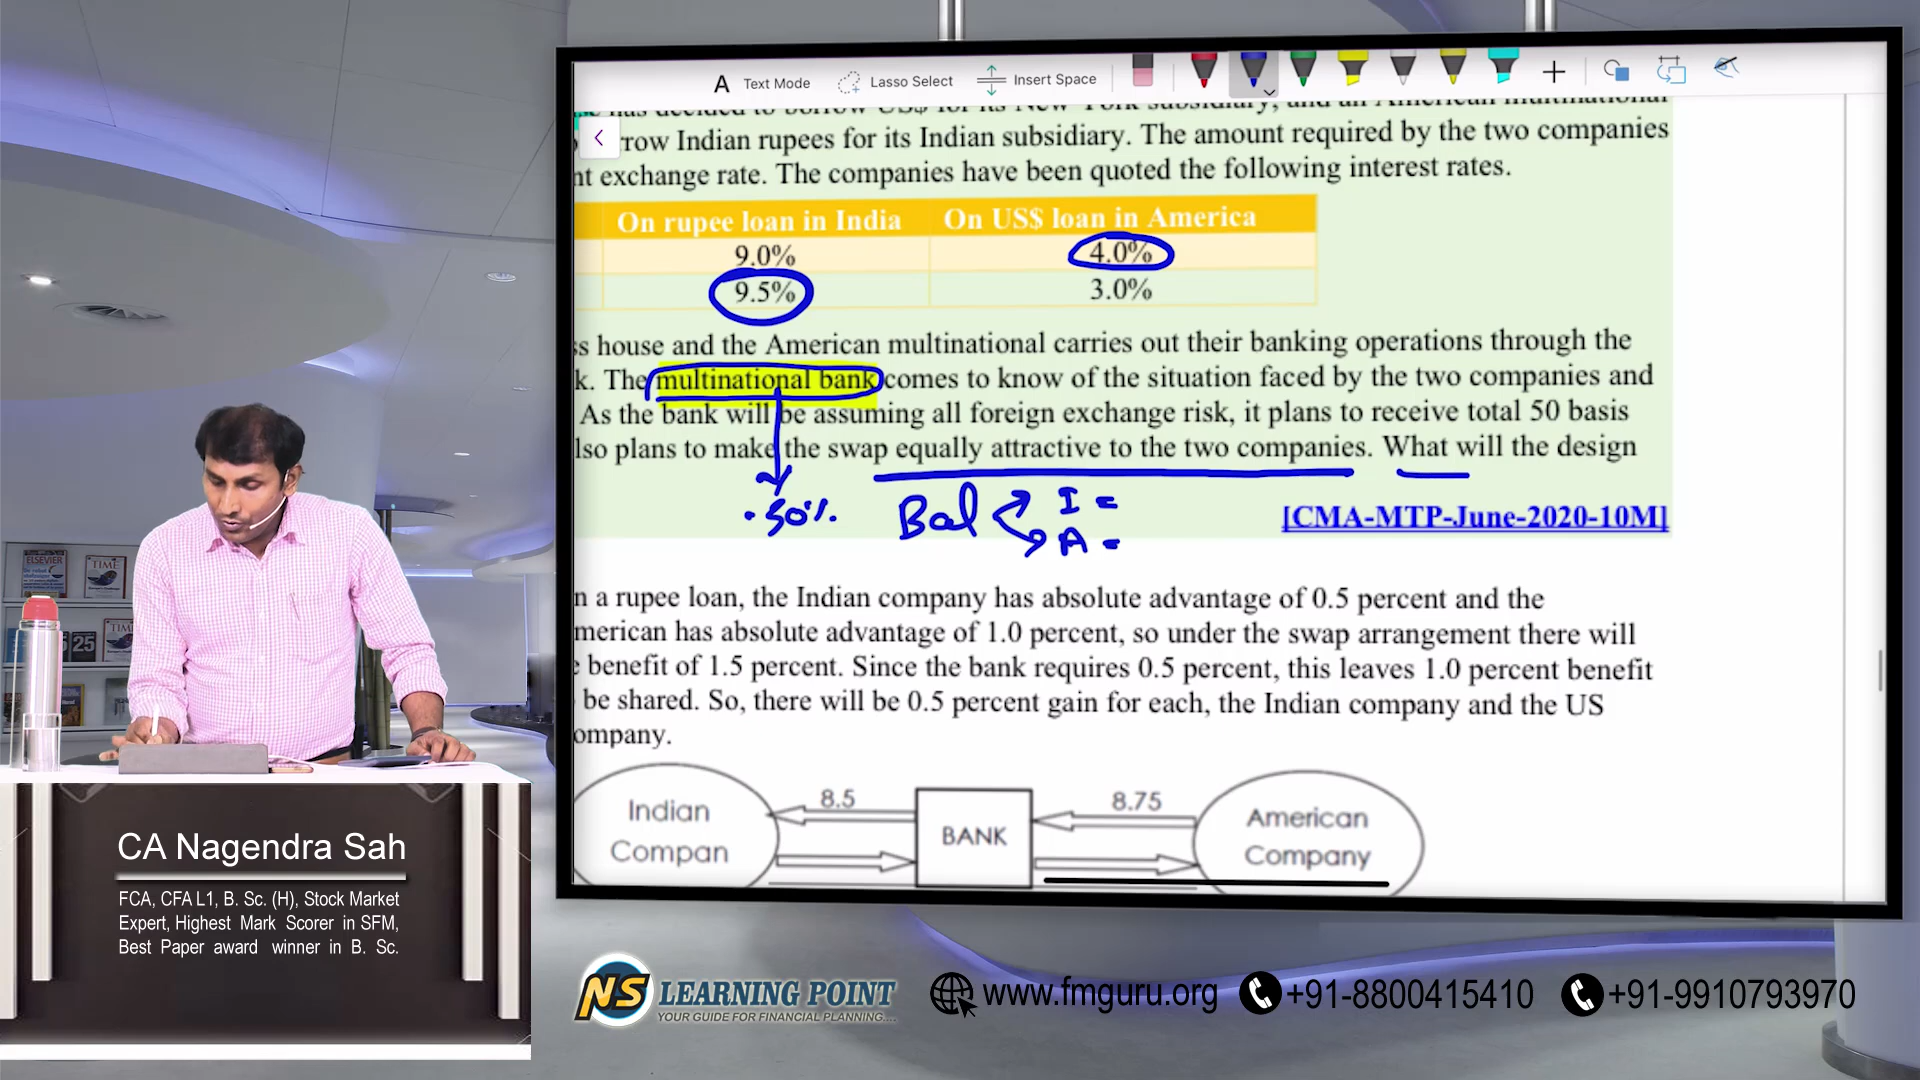 A Text Mode Lasso Select Insert Space
row Indian rupees for its Indian subsidiary. The amount required by the two companies
nt exchange rate. The companies have been quoted the following interest rates.
On rupee loan in India On US$ loan in America
9.0% 4.0%
9.5% 3.0%
ss house and the American multinational carries out their banking operations through the
k. The multinational bank comes to know of the situation faced by the two companies and
As the bank will be assuming all foreign exchange risk, it plans to receive total 50 basis
lso plans to make the swap equally attractive to the two companies. What will the design
.50%
Bal I =
A =
[CMA-MTP-June-2020-10M]
n a rupee loan, the Indian company has absolute advantage of 0.5 percent and the
merican has absolute advantage of 1.0 percent, so under the swap arrangement there will
e benefit of 1.5 percent. Since the bank requires 0.5 percent, this leaves 1.0 percent benefit
be shared. So, there will be 0.5 percent gain for each, the Indian company and the US
ompany.
Indian
Compan
8.5
BANK
8.75
American
Company
ELSEVIER
TIME
25
CA Nagendra Sah
FCA, CFA L1, B. Sc. (H), Stock Market
Expert, Highest Mark Scorer in SFM,
Best Paper award winner in B. Sc.
NS LEARNING POINT
YOUR GUIDE FOR FINANCIAL PLANNING....
www.fmguru.org +91-8800415410 +91-9910793970